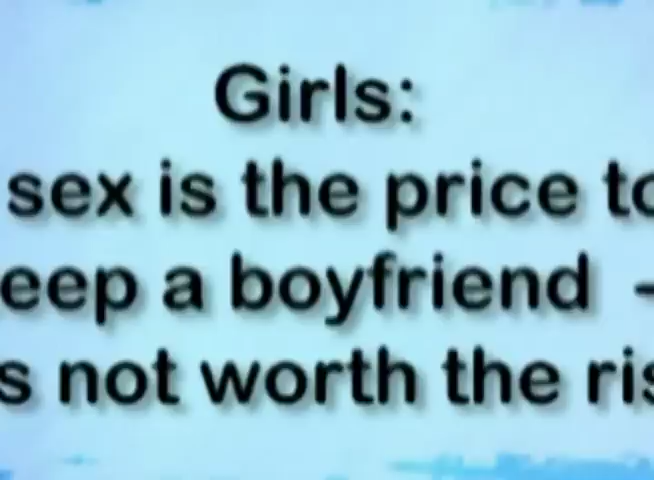 Girls:
sex is the price to
eep a boyfriend -
s not worth the ris